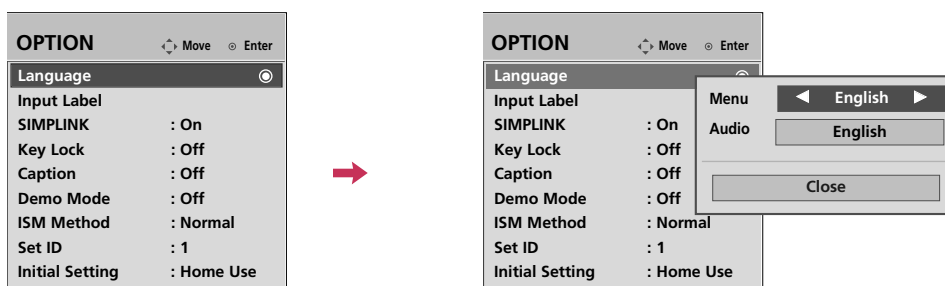 OPTION Move Enter
Language
Input Label
SIMPLINK : On
Key Lock : Off
Caption : Off
Demo Mode : Off
ISM Method : Normal
Set ID : 1
Initial Setting : Home Use
OPTION Move Enter
Language
Input Label
SIMPLINK : On
Key Lock : Off
Caption : Off
Demo Mode : Off
ISM Method : Normal
Set ID : 1
Initial Setting : Home Use
Menu ◀ English ▶
Audio English
Close